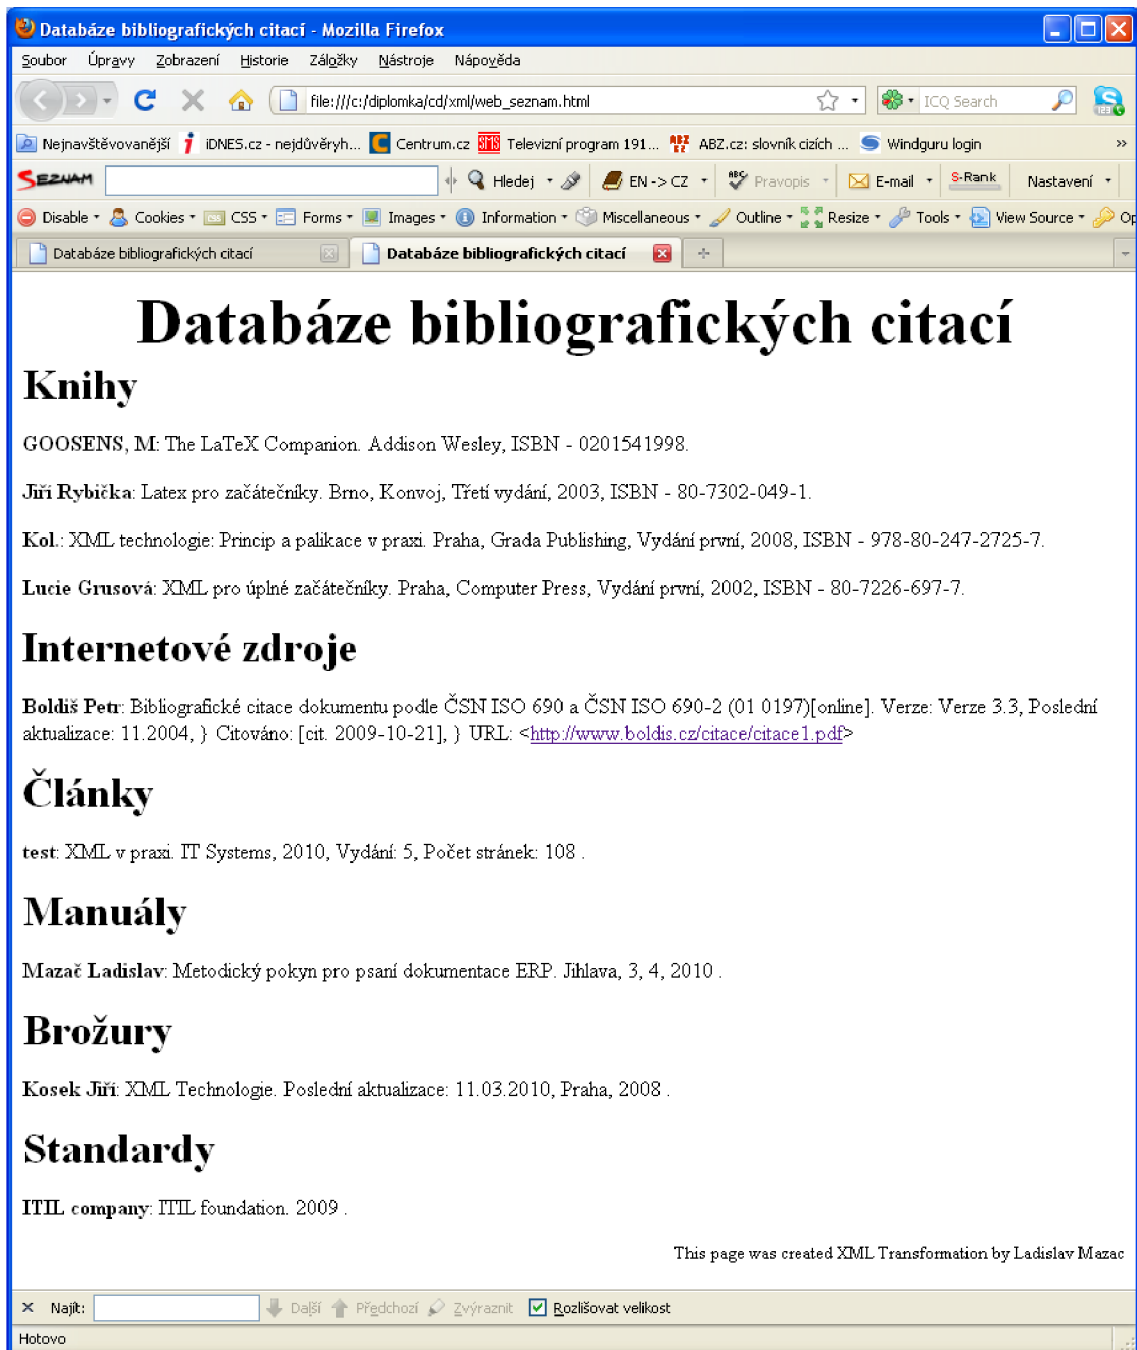 Databáze bibliografických citací - Mozilla Firefox
Soubor Úpravy Zobrazení Historie Záložky Nástroje Nápověda
file:///c:/diplomka/cd/xml/web_seznam.html ICQ Search
Nejnavštěvovanější iDNES.cz - nejdůvěryh... Centrum.cz SMS Televizní program 191... ABZ.cz: slovník cizích ... Windguru login »
SEZNAM Hledej EN -> CZ Pravopis E-mail S-Rank Nastavení
Disable Cookies CSS Forms Images Information Miscellaneous Outline Resize Tools View Source Op
Databáze bibliografických citací Databáze bibliografických citací
Databáze bibliografických citací
Knihy
GOOSENS, M: The LaTeX Companion. Addison Wesley, ISBN - 0201541998.
Jiří Rybička: Latex pro začátečníky. Brno, Konvoj, Třetí vydání, 2003, ISBN - 80-7302-049-1.
Kol.: XML technologie: Princip a palikace v praxi. Praha, Grada Publishing, Vydání první, 2008, ISBN - 978-80-247-2725-7.
Lucie Grusová: XML pro úplné začátečníky. Praha, Computer Press, Vydání první, 2002, ISBN - 80-7226-697-7.
Internetové zdroje
Boldiš Petr: Bibliografické citace dokumentu podle ČSN ISO 690 a ČSN ISO 690-2 (01 0197)[online]. Verze: Verze 3.3, Poslední
aktualizace: 11.2004, } Citováno: [cit. 2009-10-21], } URL: <http://www.boldis.cz/citace/citace1.pdf>
Články
test: XML v praxi. IT Systems, 2010, Vydání: 5, Počet stránek: 108 .
Manuály
Mazač Ladislav: Metodický pokyn pro psaní dokumentace ERP. Jihlava, 3, 4, 2010 .
Brožury
Kosek Jiří: XML Technologie. Poslední aktualizace: 11.03.2010, Praha, 2008 .
Standardy
ITIL company: ITIL foundation. 2009 .
This page was created XML Transformation by Ladislav Mazac
Najít: Další Předchozí Zvýraznit Rozlišovat velikost
Hotovo